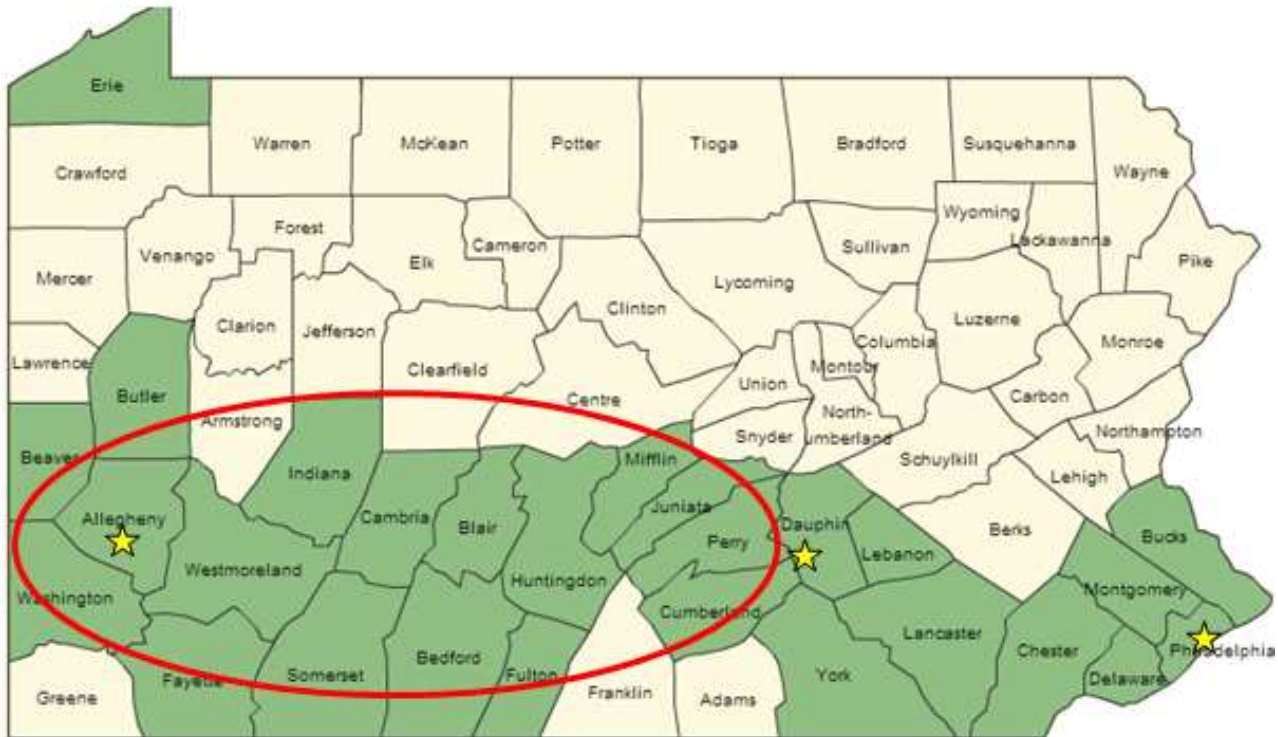 Erie
Warren
McKean
Potter
Tioga
Bradford
Susquehanna
Wayne
Crawford
Forest
Cameron
Wyoming
Lackawanna
Venango
Elk
Sullivan
Pike
Mercer
Lycoming
Clinton
Clarion
Jefferson
Luzerne
Columbia
Monroe
Lawrence
Clearfield
Montour
Union
Butler
Centre
Carbon
Armstrong
North-
umberland
Snyder
Northampton
Beaver
Indiana
Mifflin
Schuylkill
Lehigh
Allegheny
Cambria
Blair
Juniata
Dauphin
Berks
Bucks
Perry
Lebanon
Westmoreland
Huntingdon
Washington
Montgomery
Cumberland
Lancaster
Chester
Philadelphia
Bedford
Somerset
Fulton
York
Delaware
Fayette
Greene
Franklin
Adams